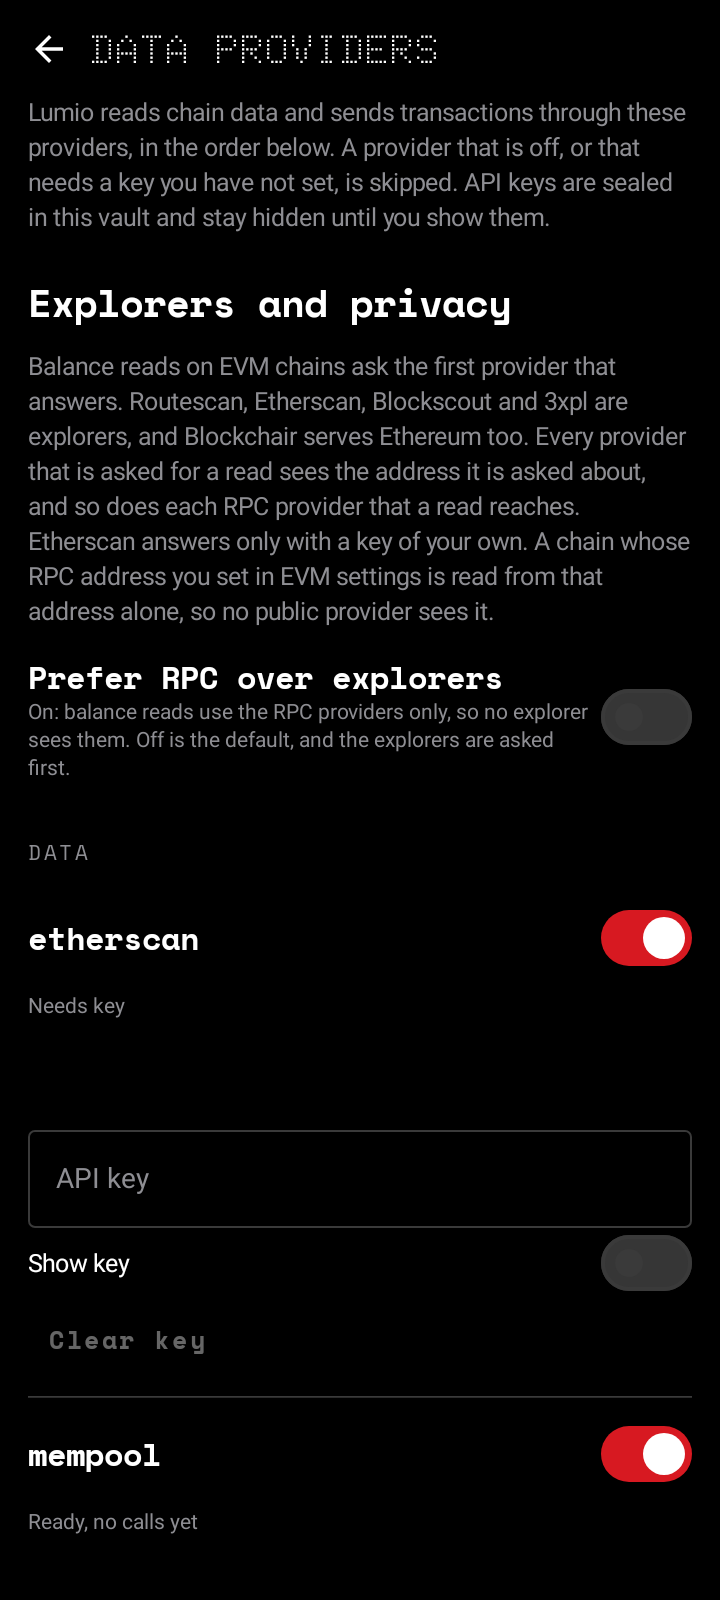 DATA PROVIDERS
Lumio reads chain data and sends transactions through these
providers, in the order below. A provider that is off, or that
needs a key you have not set, is skipped. API keys are sealed
in this vault and stay hidden until you show them.
Explorers and privacy
Balance reads on EVM chains ask the first provider that
answers. Routescan, Etherscan, Blockscout and 3xpl are
explorers, and Blockchair serves Ethereum too. Every provider
that is asked for a read sees the address it is asked about,
and so does each RPC provider that a read reaches.
Etherscan answers only with a key of your own. A chain whose
RPC address you set in EVM settings is read from that
address alone, so no public provider sees it.
Prefer RPC over explorers
On: balance reads use the RPC providers only, so no explorer
sees them. Off is the default, and the explorers are asked
first.
DATA
etherscan
Needs key
API key
Show key
Clear key
mempool
Ready, no calls yet